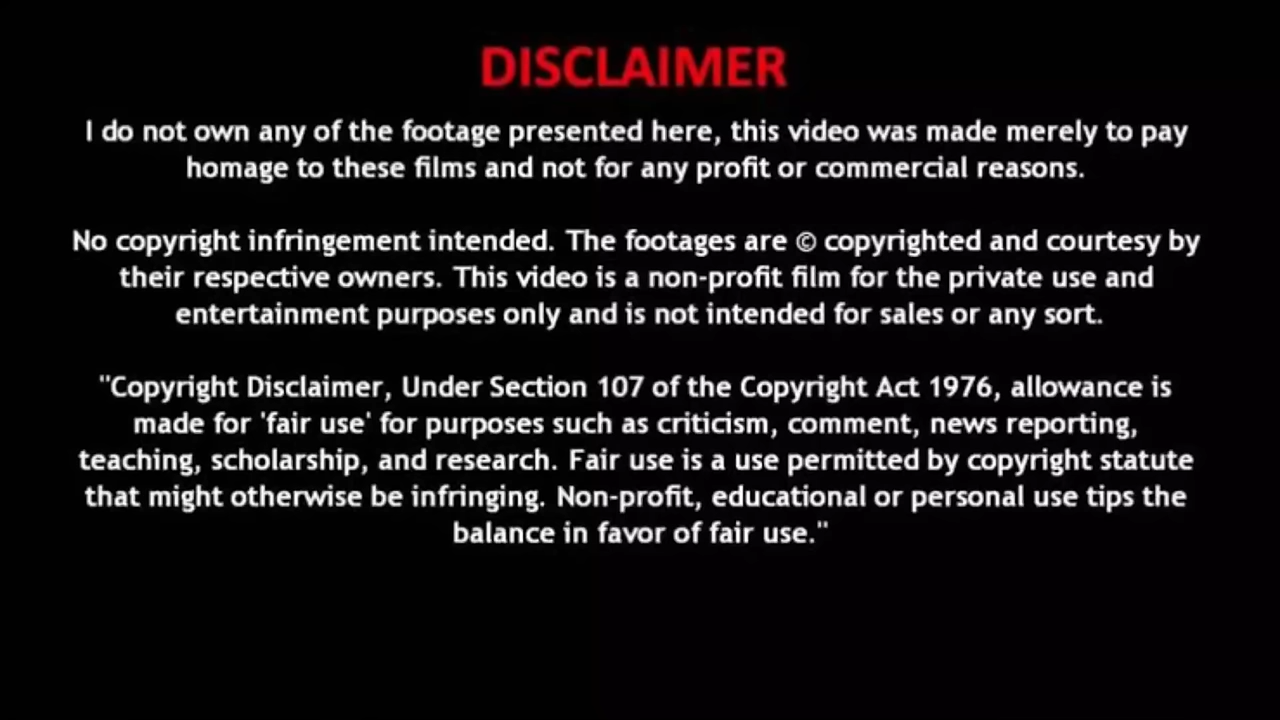 DISCLAIMER
I do not own any of the footage presented here, this video was made merely to pay
homage to these films and not for any profit or commercial reasons.
No copyright infringement intended. The footages are © copyrighted and courtesy by
their respective owners. This video is a non-profit film for the private use and
entertainment purposes only and is not intended for sales or any sort.
"Copyright Disclaimer, Under Section 107 of the Copyright Act 1976, allowance is
made for 'fair use' for purposes such as criticism, comment, news reporting,
teaching, scholarship, and research. Fair use is a use permitted by copyright statute
that might otherwise be infringing. Non-profit, educational or personal use tips the
balance in favor of fair use."